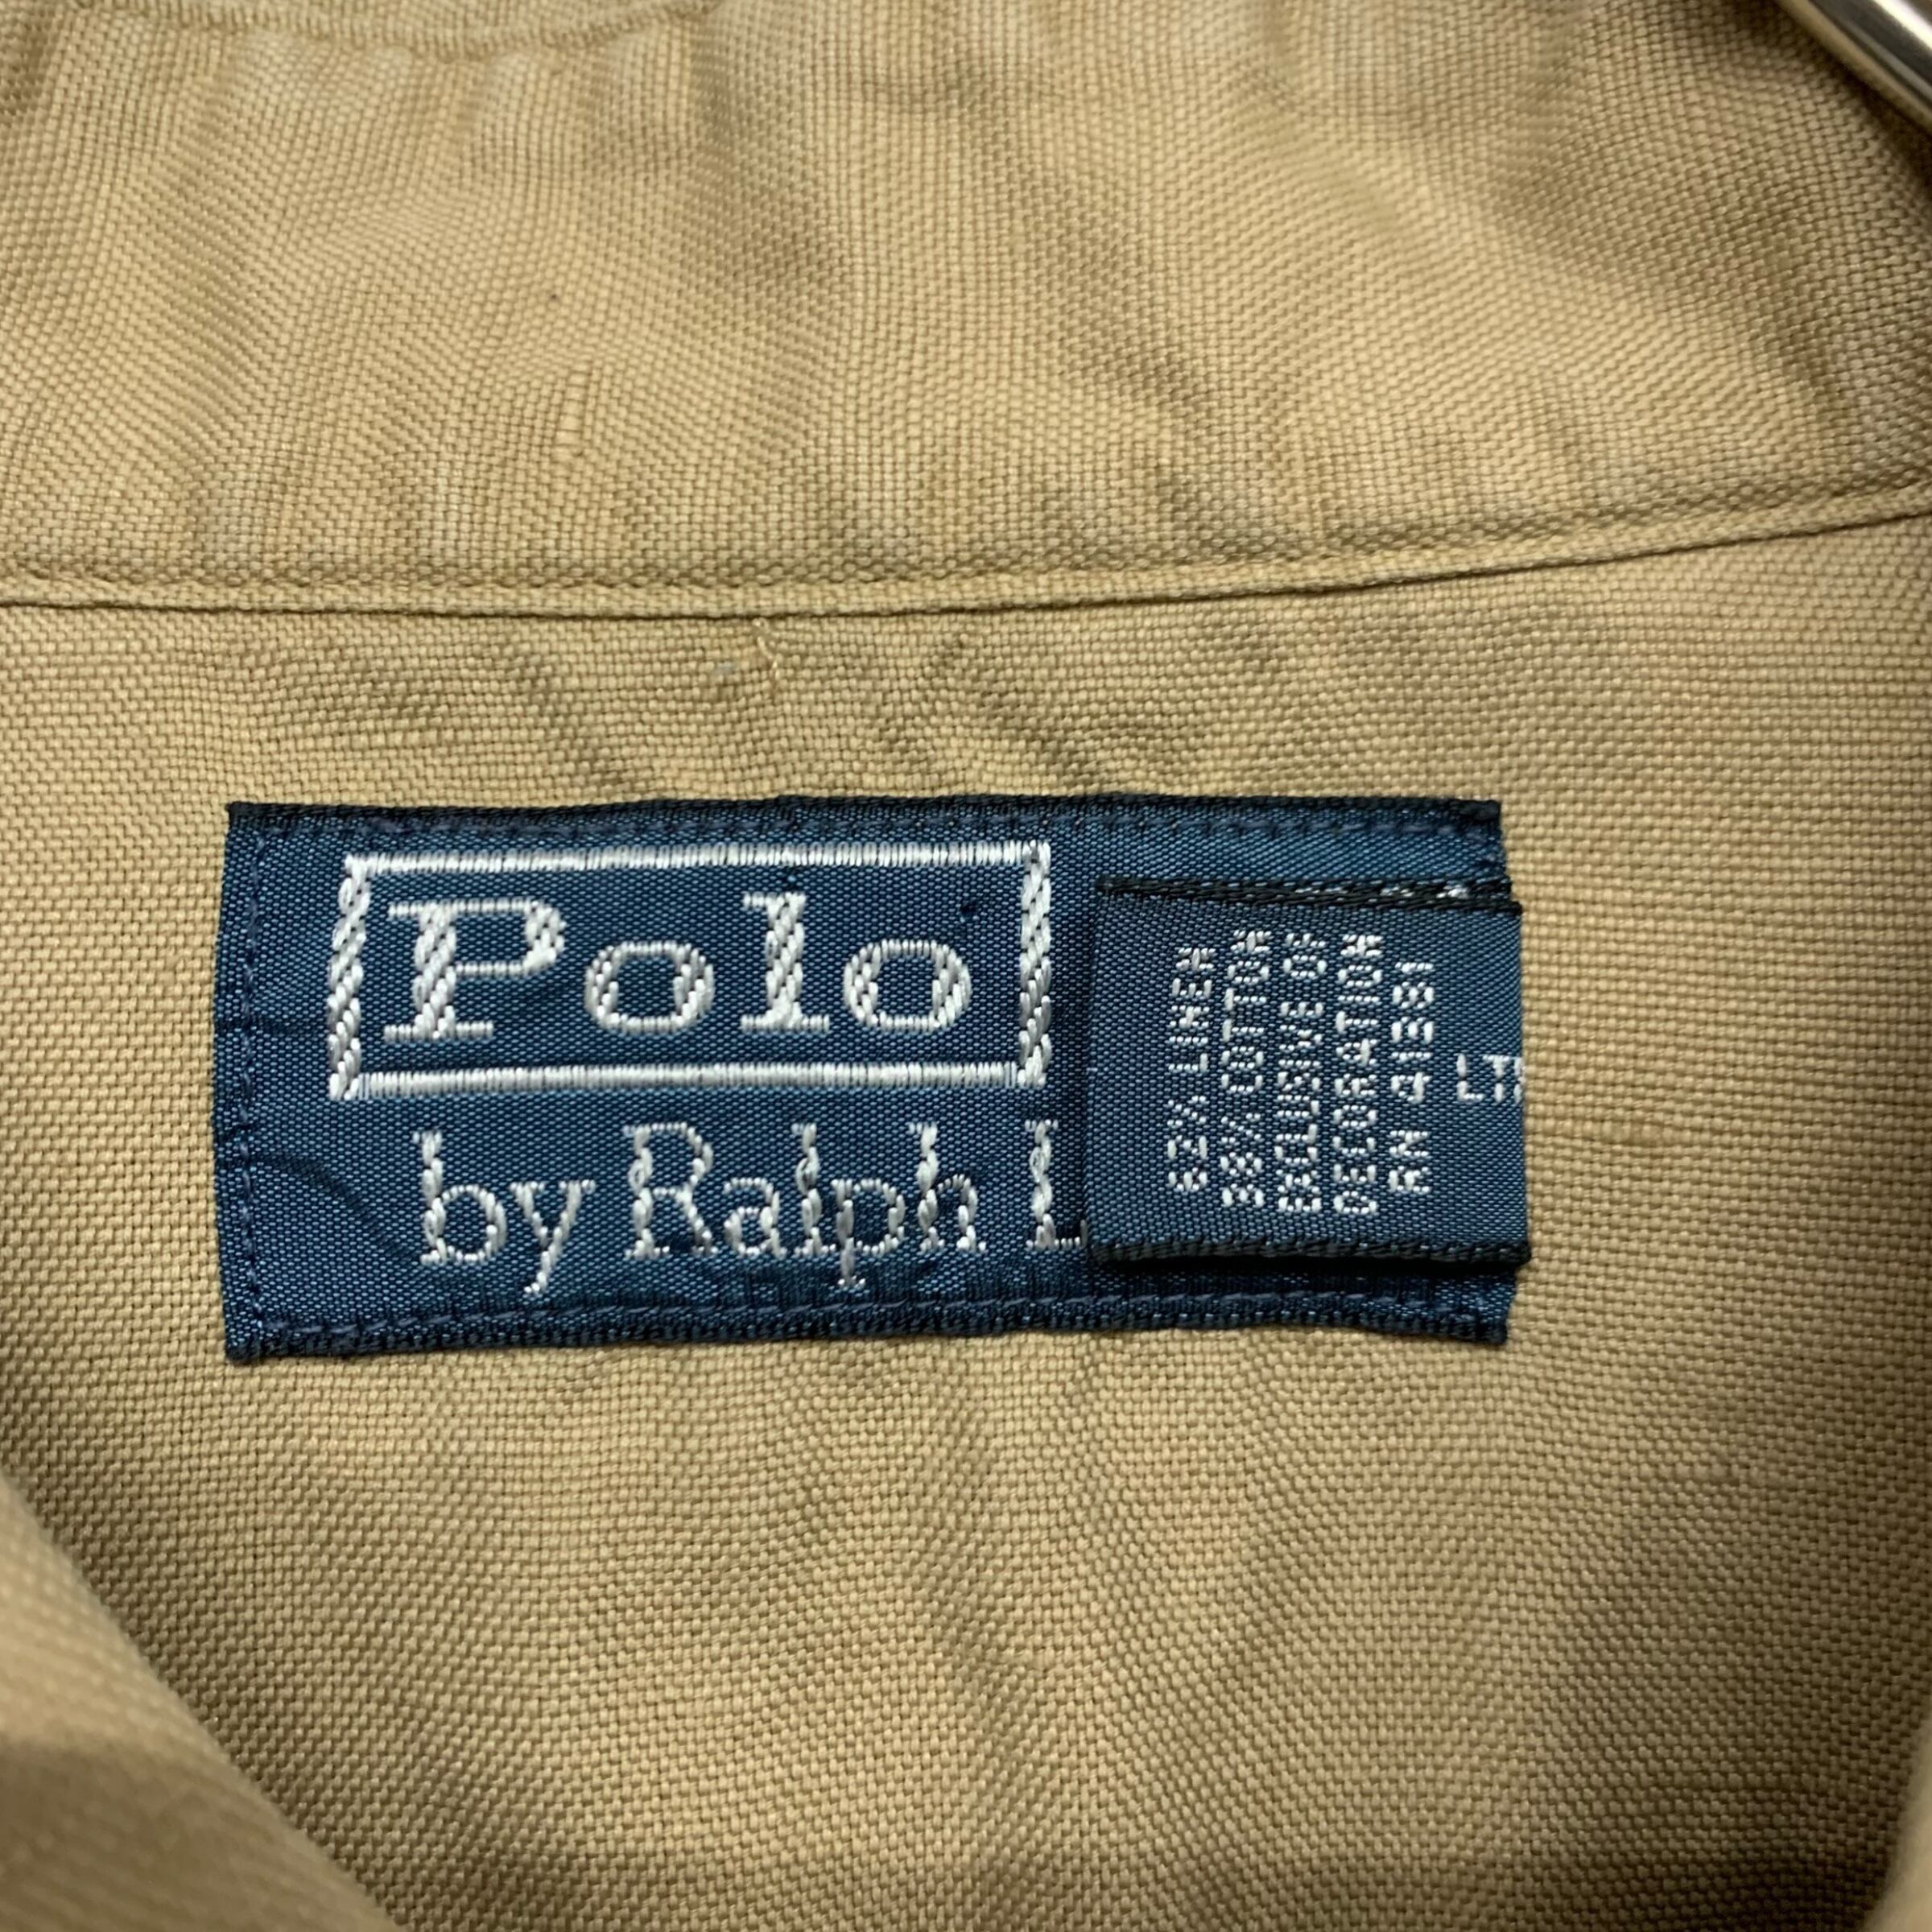 Polo
by Ralph L
62% LINEN
38% COTTON
EXCLUSIVE OF
DECORATION
RN 41381
LT